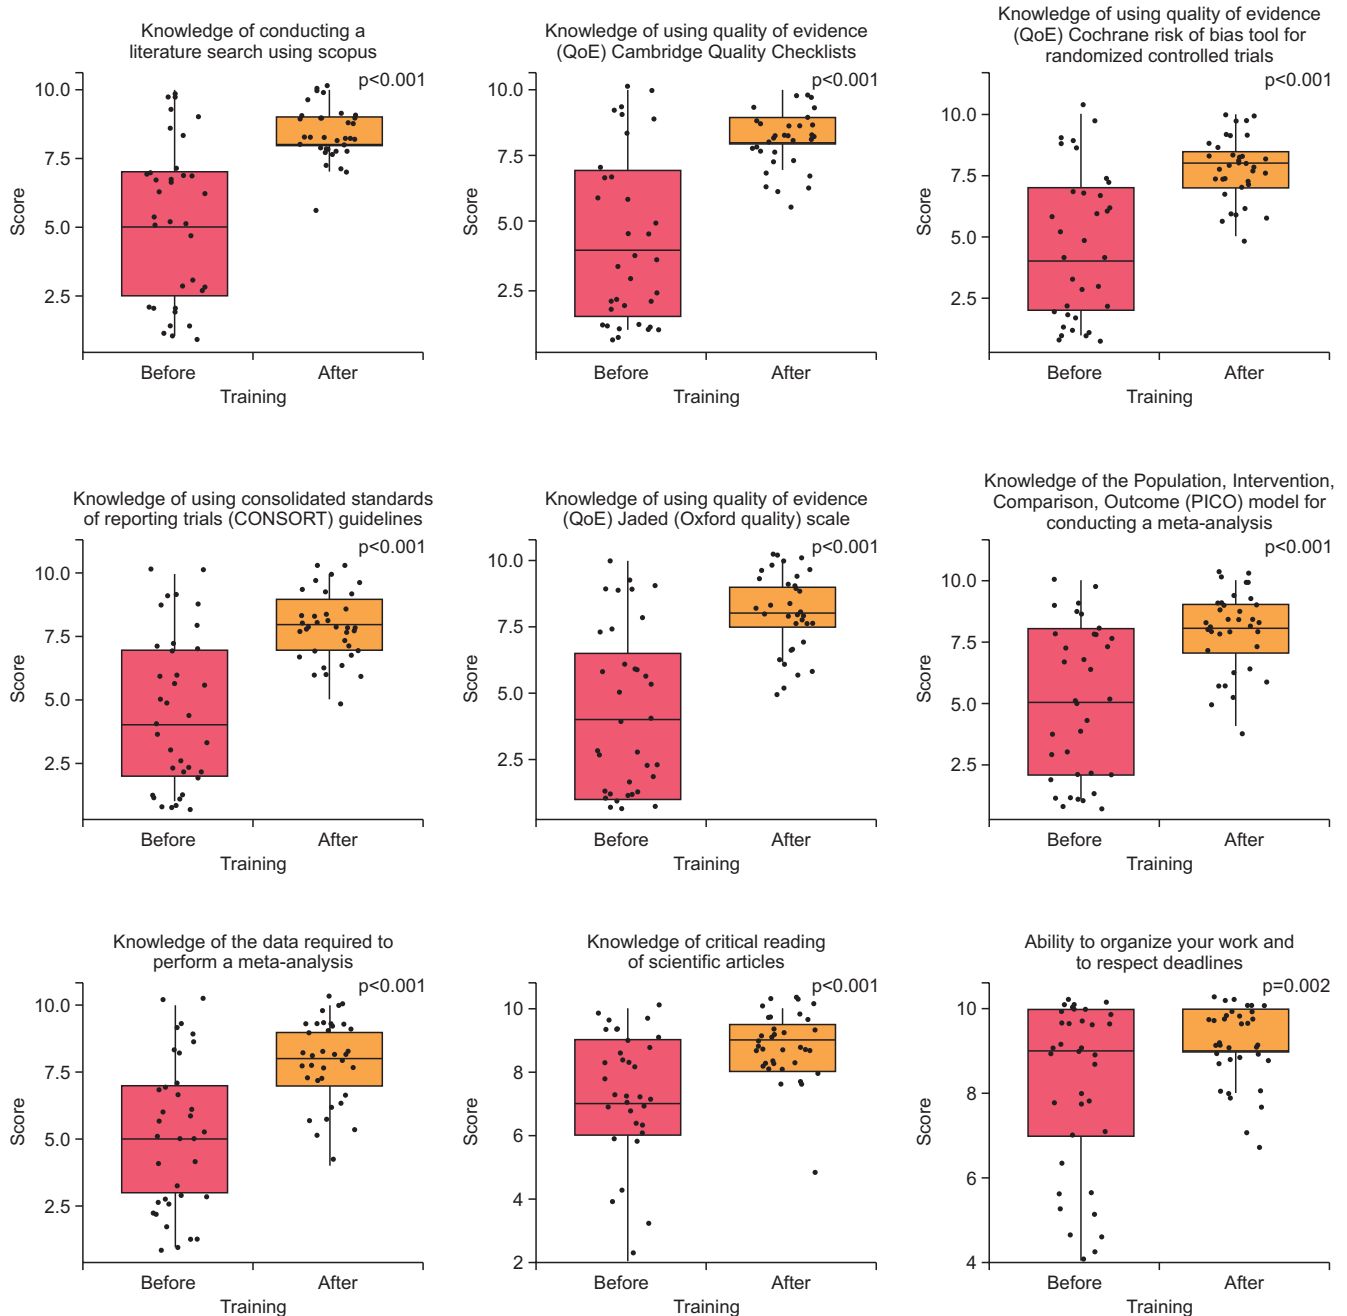 Knowledge of conducting a
literature search using scopus
p<0.001
10.0
7.5
5.0
2.5
Score
Before
After
Training
Knowledge of using quality of evidence
(QoE) Cambridge Quality Checklists
p<0.001
10.0
7.5
5.0
2.5
Score
Before
After
Training
Knowledge of using quality of evidence
(QoE) Cochrane risk of bias tool for
randomized controlled trials
p<0.001
10.0
7.5
5.0
2.5
Score
Before
After
Training
Knowledge of using consolidated standards
of reporting trials (CONSORT) guidelines
p<0.001
10.0
7.5
5.0
2.5
Score
Before
After
Training
Knowledge of using quality of evidence
(QoE) Jaded (Oxford quality) scale
p<0.001
10.0
7.5
5.0
2.5
Score
Before
After
Training
Knowledge of the Population, Intervention,
Comparison, Outcome (PICO) model for
conducting a meta-analysis
p<0.001
10.0
7.5
5.0
2.5
Score
Before
After
Training
Knowledge of the data required to
perform a meta-analysis
p<0.001
10.0
7.5
5.0
2.5
Score
Before
After
Training
Knowledge of critical reading
of scientific articles
p<0.001
10
8
6
4
2
Score
Before
After
Training
Ability to organize your work and
to respect deadlines
p=0.002
10
8
6
4
Score
Before
After
Training